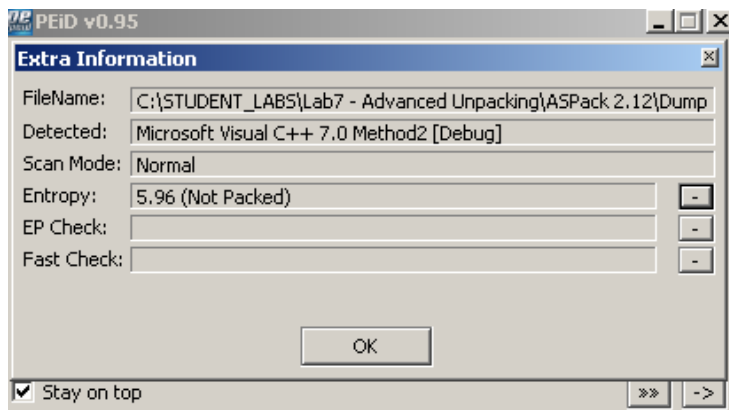 PEiD v0.95
Extra Information
FileName: C:\STUDENT_LABS\Lab7 - Advanced Unpacking\ASPack 2.12\Dump
Detected: Microsoft Visual C++ 7.0 Method2 [Debug]
Scan Mode: Normal
Entropy: 5.96 (Not Packed) -
EP Check: -
Fast Check: -
OK
Stay on top »» ->